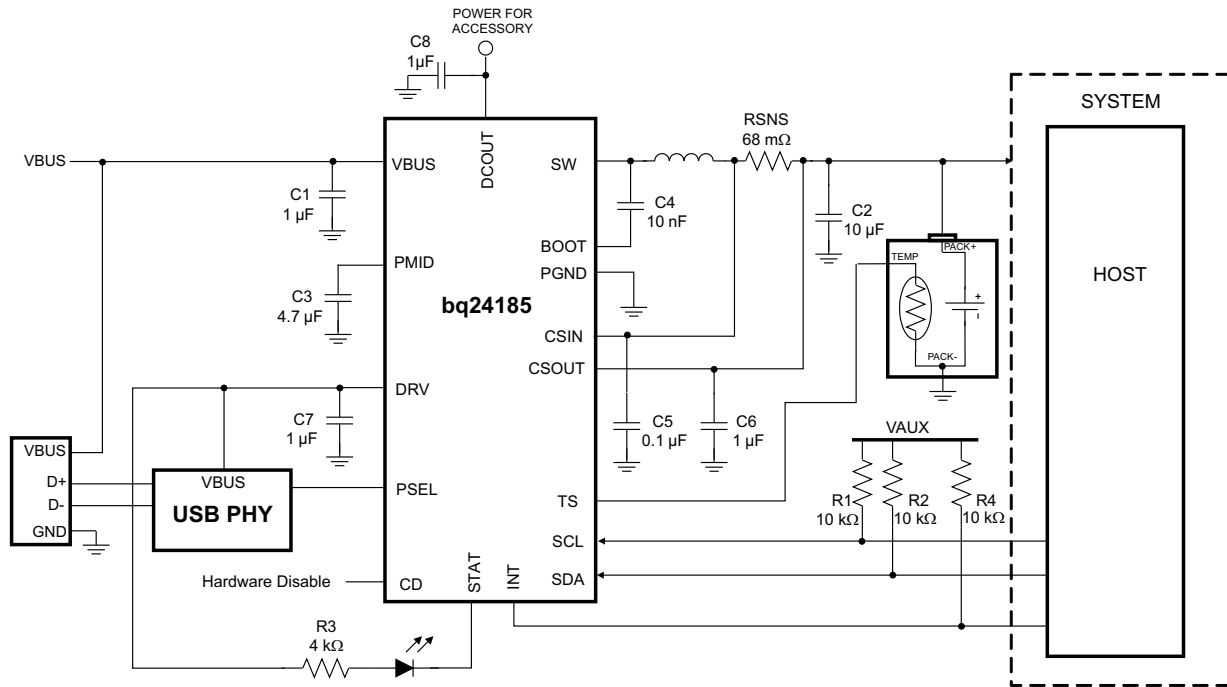 POWER FOR
ACCESSORY
C8
1µF
SYSTEM
RSNS
68 mΩ
VBUS
VBUS
DCOUT
SW
C1
1 µF
C4
10 nF
C2
10 µF
BOOT
PMID
PGND
TEMP
PACK+
HOST
C3
4.7 µF
bq24185
+
-
CSIN
CSOUT
PACK-
DRV
C7
1 µF
C5
0.1 µF
C6
1 µF
VAUX
VBUS
D+
D-
GND
VBUS
USB PHY
PSEL
TS
R1
10 kΩ
R2
10 kΩ
R4
10 kΩ
SCL
SDA
Hardware Disable
CD
STAT
INT
R3
4 kΩ